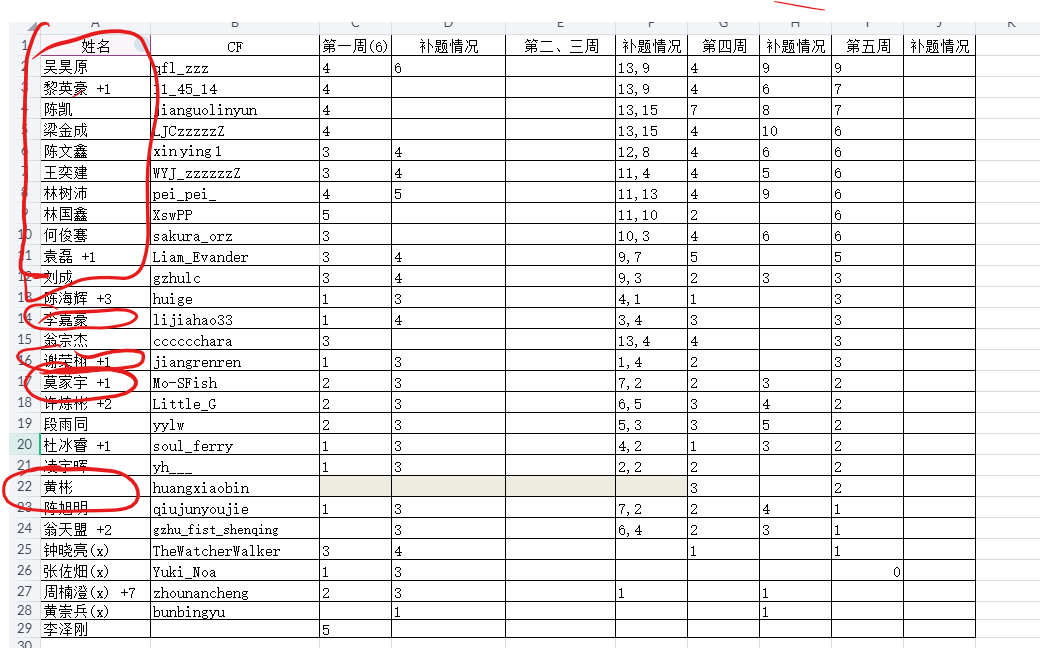 A B C D E F G H I J K
1 姓名 CF 第一周(6) 补题情况 第二、三周 补题情况 第四周 补题情况 第五周 补题情况
2 吴昊原 qfl_zzz 4 6 13,9 4 9 9
3 黎英豪 +1 11_45_14 4 13,9 4 6 7
4 陈凯 jianguolinyun 4 13,15 7 8 7
5 梁金成 LJCzzzzzZ 4 13,15 4 10 6
6 陈文鑫 xinying1 3 4 12,8 4 6 6
7 王奕建 WYJ_zzzzzzZ 3 4 11,4 4 5 6
8 林树沛 pei_pei_ 4 5 11,13 4 9 6
9 林国鑫 XswPP 5 11,10 2 6
10 何俊骞 sakura_orz 3 10,3 4 6 6
11 袁磊 +1 Liam_Evander 3 4 9,7 5 5
12 刘成 gzhulc 3 4 9,3 2 3 3
13 陈海辉 +3 huige 1 3 4,1 1 3
14 李嘉豪 lijiahao33 1 4 3,4 3 3
15 翁宗杰 ccccccchara 3 13,4 4 3
16 谢荣栩 +1 jiangrenren 1 3 1,4 2 3
17 莫家宇 +1 Mo-SFish 2 3 7,2 2 3 2
18 许炼彬 +2 Little_G 2 3 6,5 3 4 2
19 段雨同 yylw 2 3 5,3 3 5 2
20 杜冰睿 +1 soul_ferry 1 3 4,2 1 3 2
21 凌宇晖 yh___ 1 3 2,2 2 2
22 黄彬 huangxiaobin 3 2
23 陈旭明 qiujunyoujie 1 3 7,2 2 4 1
24 翁天盟 +2 gzhu_fist_shenqing 3 6,4 2 3 1
25 钟晓亮(x) TheWatcherWalker 3 4 1 1
26 张佐畑(x) Yuki_Noa 1 3 0
27 周楠澄(x) +7 zhounancheng 2 3 1 1
28 黄崇兵(x) bunbingyu 1 1
29 李泽刚 5
30